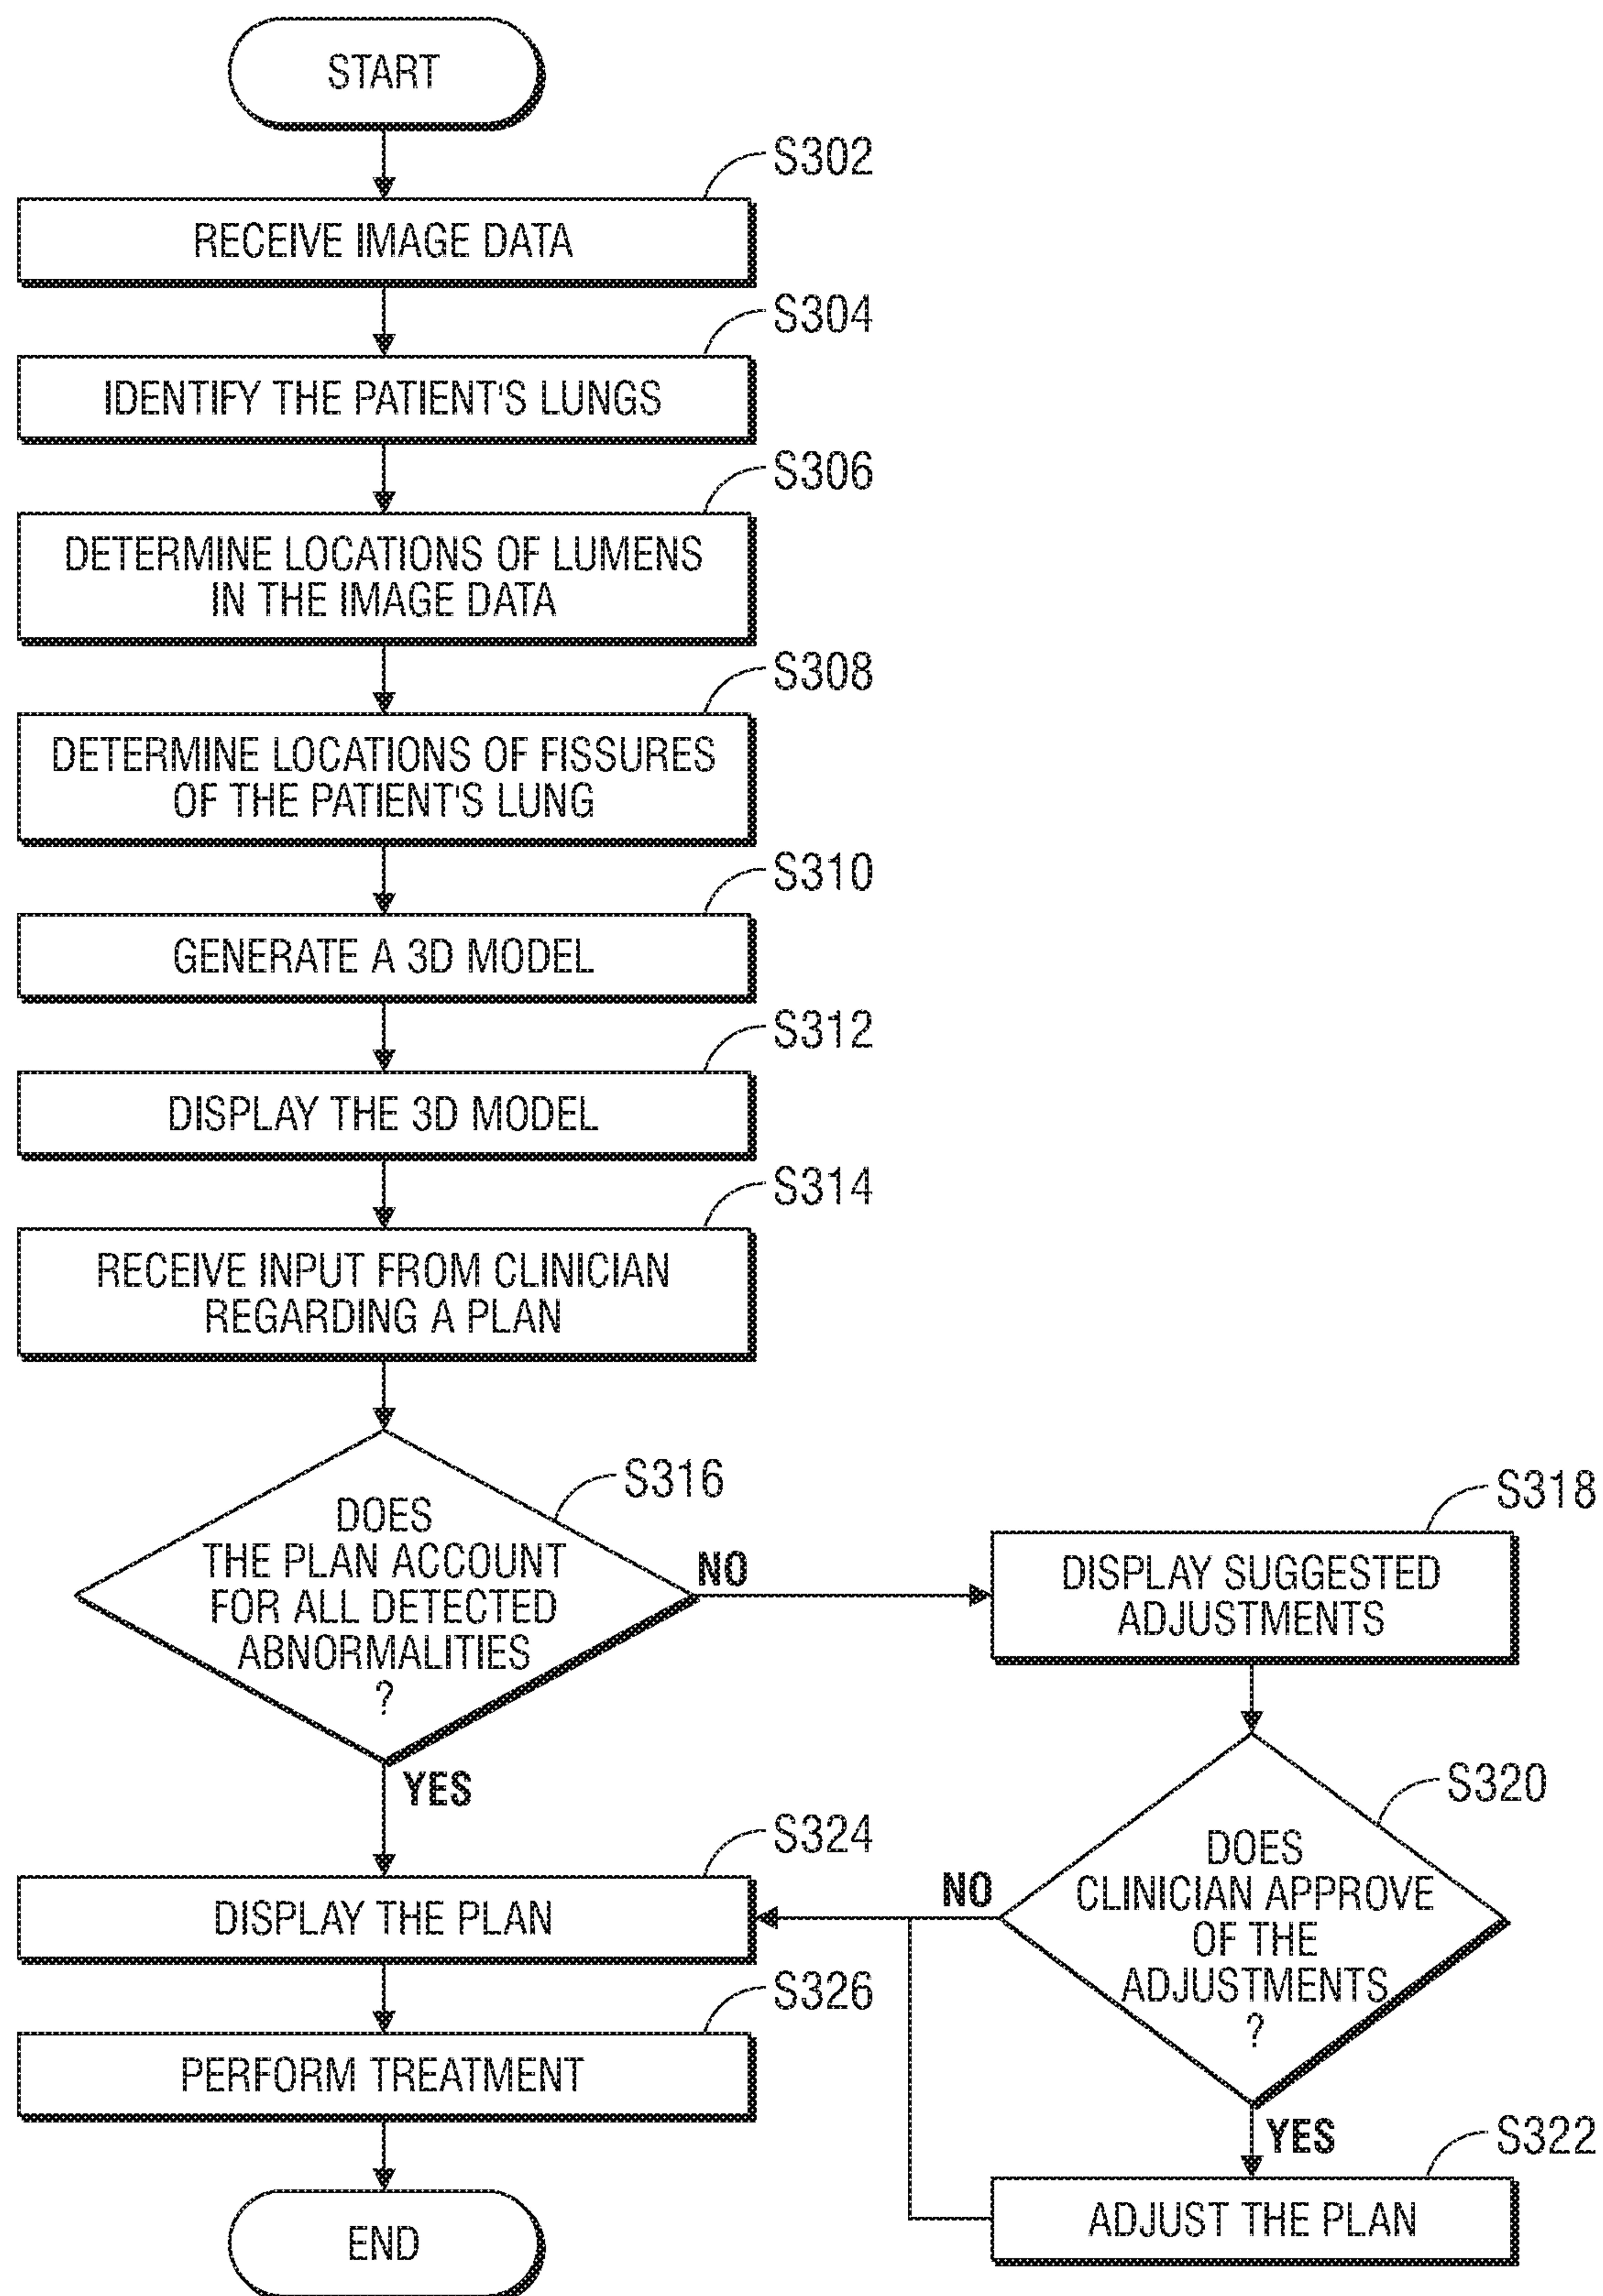 START
S302
RECEIVE IMAGE DATA
S304
IDENTIFY THE PATIENT'S LUNGS
S306
DETERMINE LOCATIONS OF LUMENS
IN THE IMAGE DATA
S308
DETERMINE LOCATIONS OF FISSURES
OF THE PATIENT'S LUNG
S310
GENERATE A 3D MODEL
S312
DISPLAY THE 3D MODEL
S314
RECEIVE INPUT FROM CLINICIAN
REGARDING A PLAN
S316
DOES
THE PLAN ACCOUNT
FOR ALL DETECTED
ABNORMALITIES
?
NO
YES
S318
DISPLAY SUGGESTED
ADJUSTMENTS
S320
DOES
CLINICIAN APPROVE
OF THE
ADJUSTMENTS
?
NO
YES
S322
ADJUST THE PLAN
S324
DISPLAY THE PLAN
S326
PERFORM TREATMENT
END